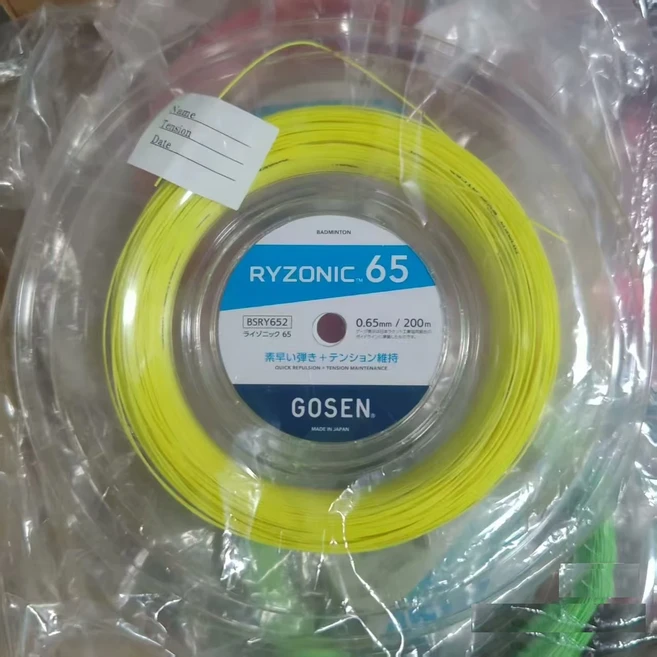 Name
Tension
Date
BADMINTON
RYZONIC™ 65
BSRY652
ライゾニック 65
0.65mm / 200m
素早い弾き + テンション維持
QUICK REPULSION + TENSION MAINTENANCE
GOSEN®
MADE IN JAPAN